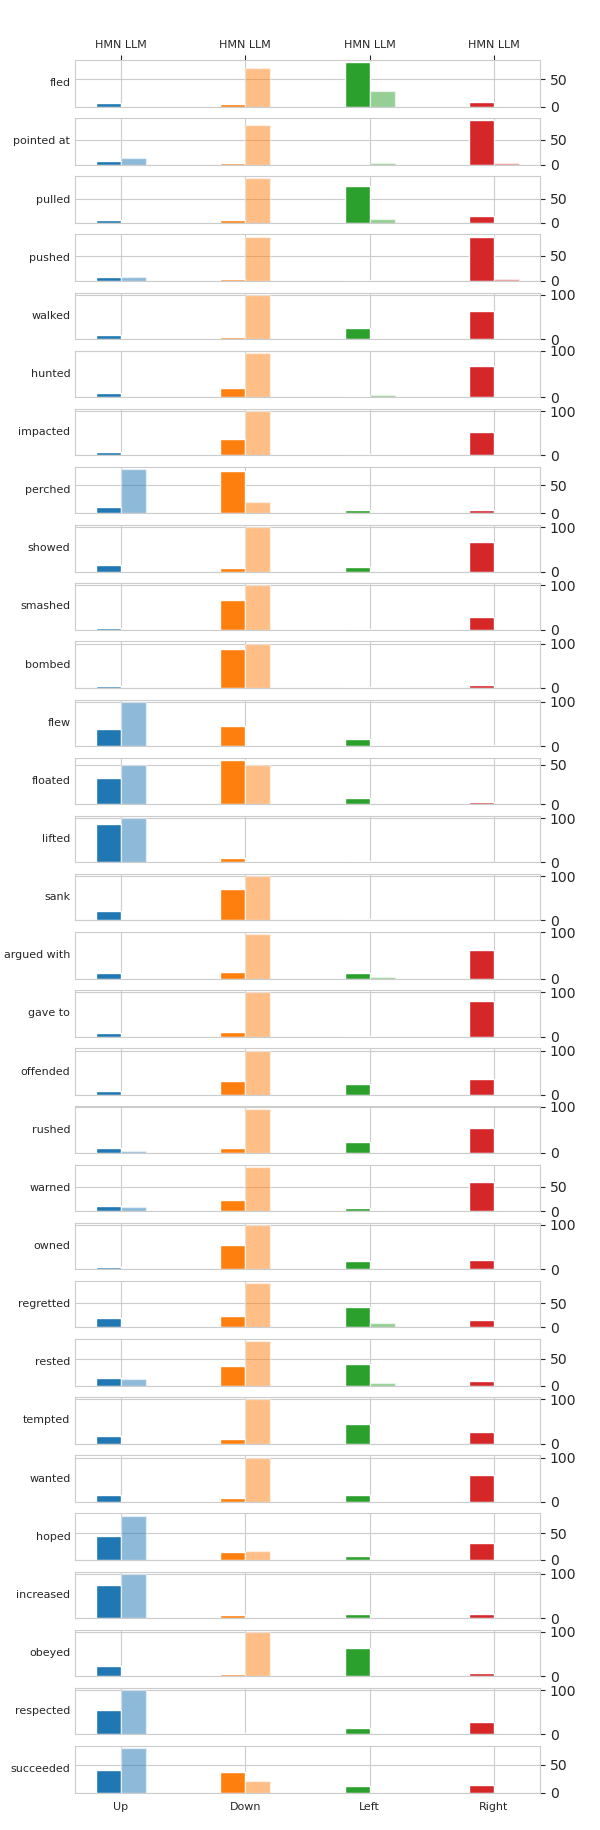 HMN LLM HMN LLM HMN LLM HMN LLM
fled 50 0
pointed at 50 0
pulled 50 0
pushed 50 0
walked 100 0
hunted 100 0
impacted 100 0
perched 50 0
showed 100 0
smashed 100 0
bombed 100 0
flew 100 0
floated 50 0
lifted 100 0
sank 100 0
argued with 100 0
gave to 100 0
offended 100 0
rushed 100 0
warned 50 0
owned 100 0
regretted 50 0
rested 50 0
tempted 100 0
wanted 100 0
hoped 50 0
increased 100 0
obeyed 100 0
respected 100 0
succeeded 50 0
Up Down Left Right